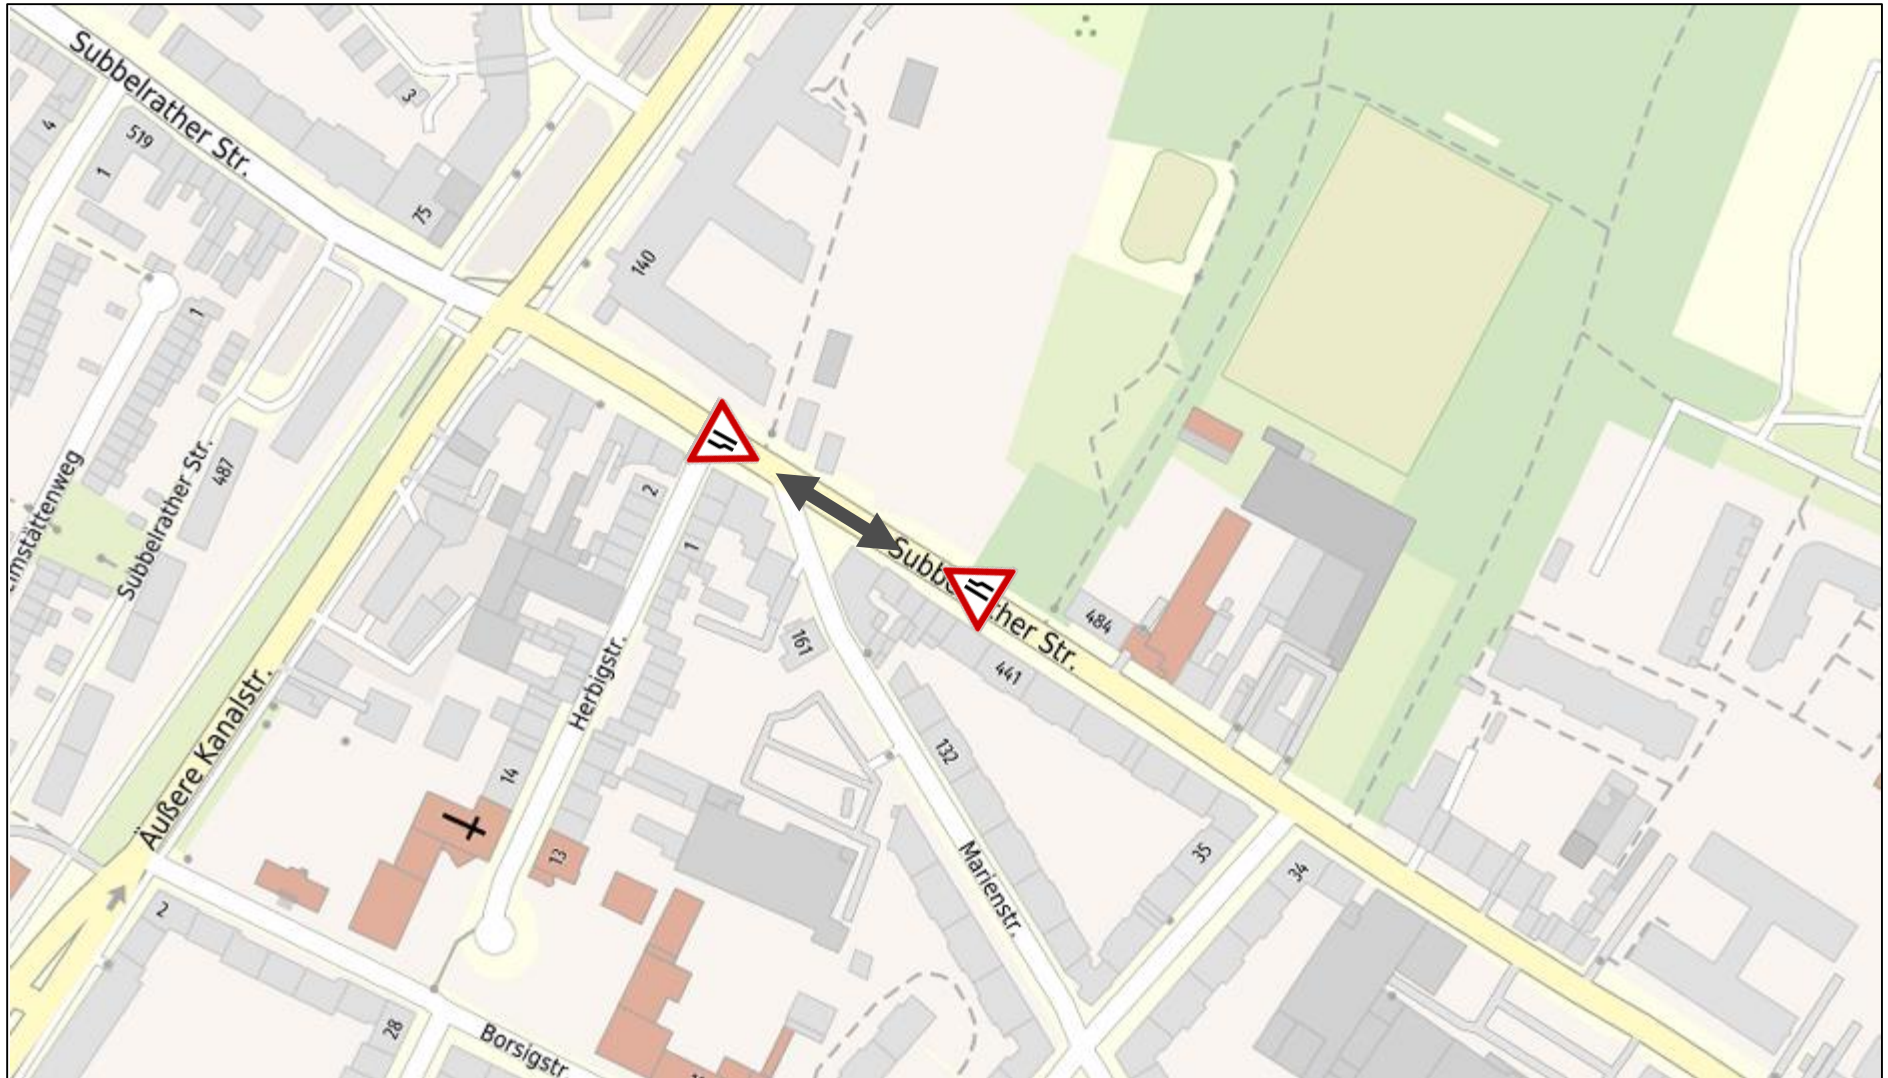 Subbelrather Str.
3
4
519
1
75
140
1
487
Subbelrather Str.
2
1
Subb
ther Str.
484
441
161
Herbigstr.
Äußere Kanalstr.
132
14
13
35
34
Marienstr.
2
28
Borsigstr.